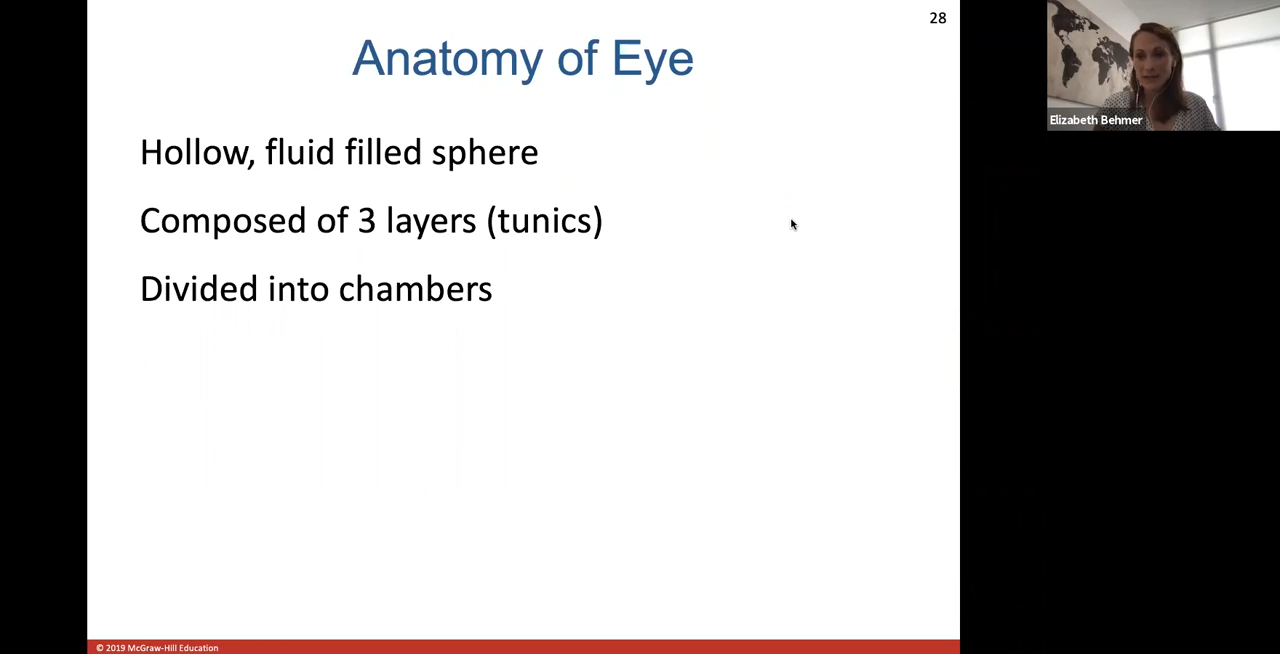 28
Anatomy of Eye
Hollow, fluid filled sphere
Composed of 3 layers (tunics)
Divided into chambers
Elizabeth Behmer
© 2019 McGraw-Hill Education